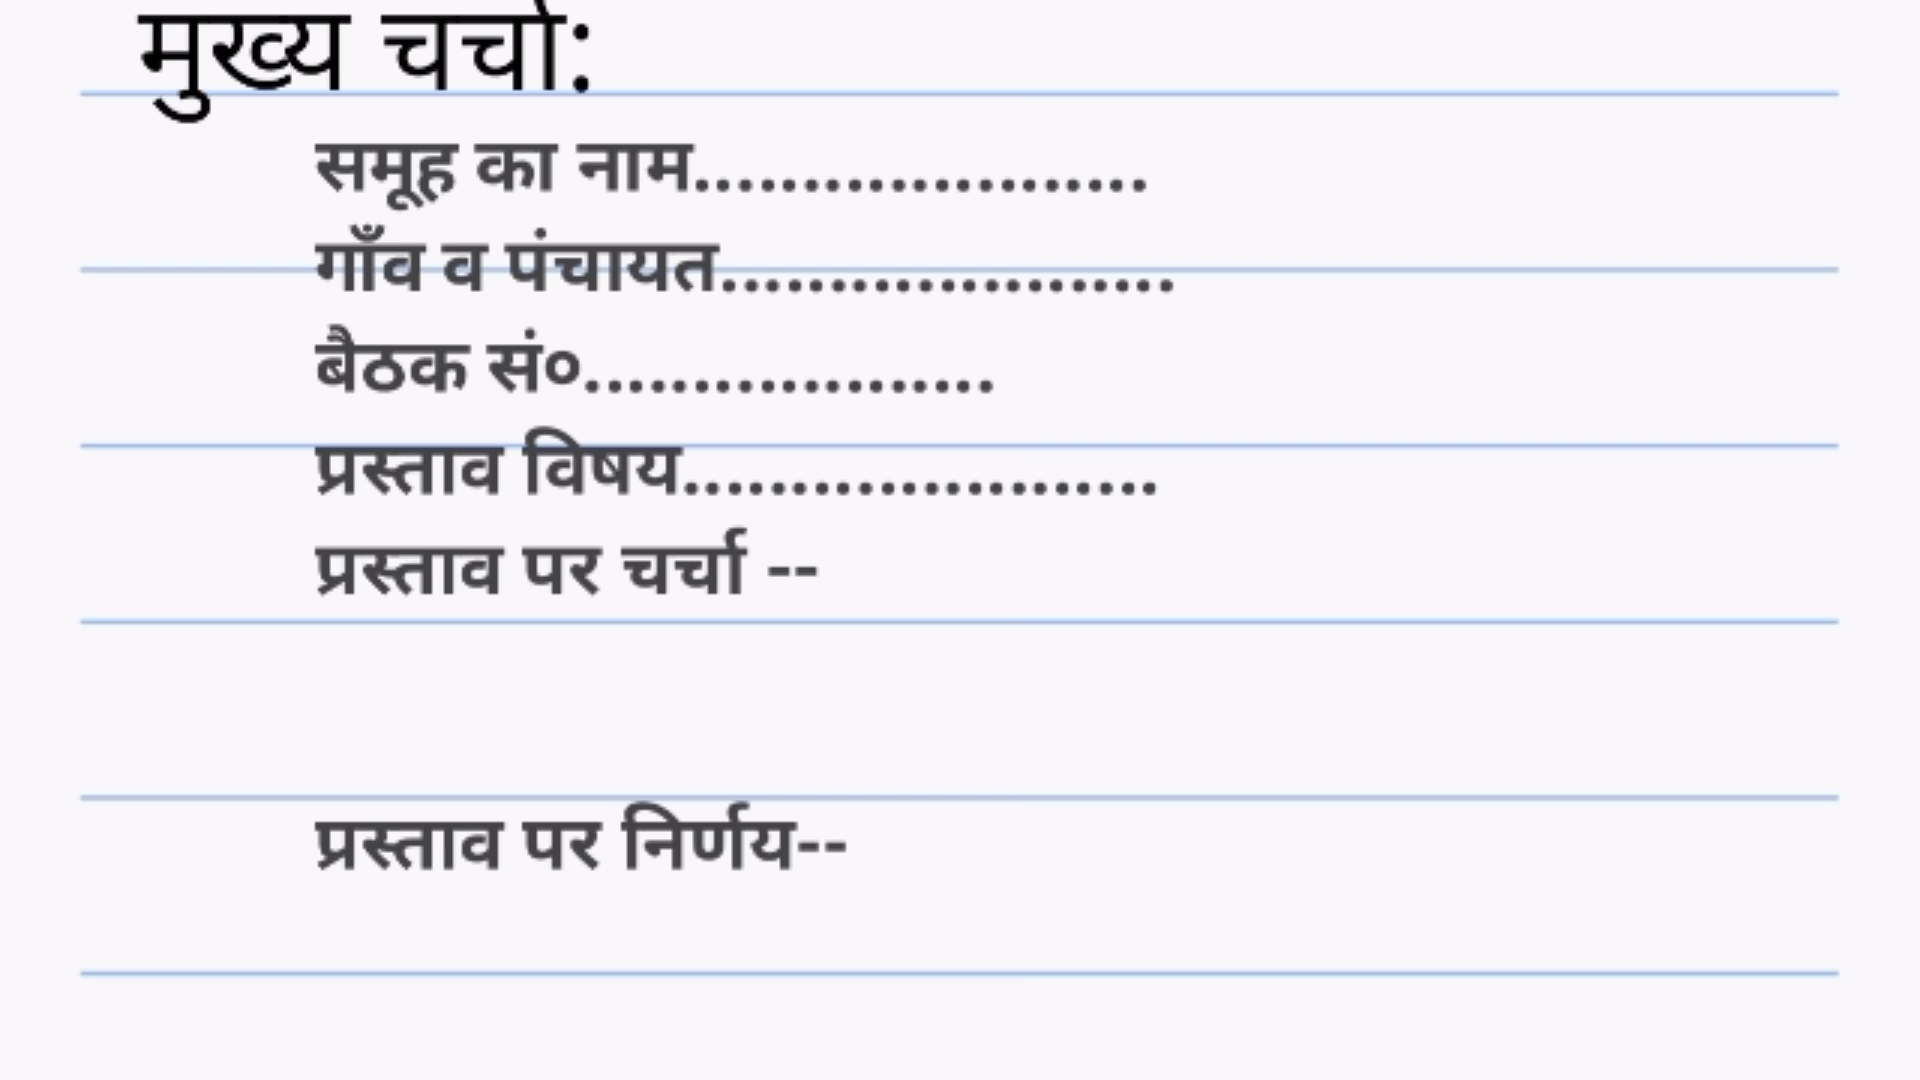 मुख्य चर्चा:
समूह का नाम.....................
गाँव व पंचायत.....................
बैठक सं०...................
प्रस्ताव विषय......................
प्रस्ताव पर चर्चा --
प्रस्ताव पर निर्णय--